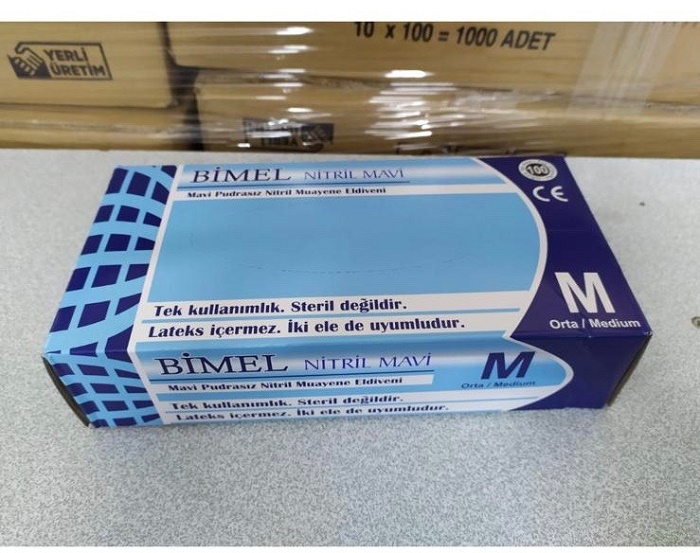 YERLİ
ÜRETİM
10 x 100 = 1000 ADET
BİMEL NİTRİL MAVİ
Mavi Pudrasız Nitril Muayene Eldiveni
100
CE
Tek kullanımlık. Steril değildir.
Lateks içermez. İki ele de uyumludur.
M
Orta / Medium
BİMEL NİTRİL MAVİ
Mavi Pudrasız Nitril Muayene Eldiveni
M
Orta / Medium
Tek kullanımlık. Steril değildir.
Lateks içermez. İki ele de uyumludur.